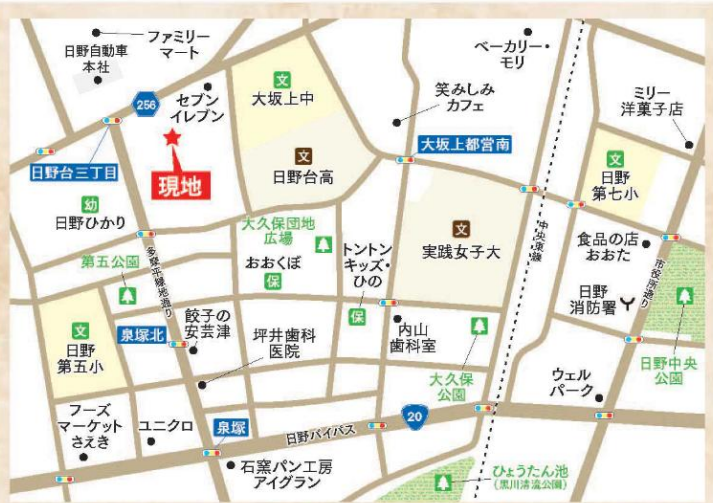 ファミリー
マート
日野自動車
本社
256
セブン
イレブン
文
大坂上中
ベーカリー・
モリ
笑みしみ
カフェ
ミリー
洋菓子店
日野台三丁目
現地
文
日野台高
大坂上都営南
文
日野
第七小
幼
日野ひかり
大久保団地
広場
おおくぼ
保
トントン
キッズ・
ひの
保
文
実践女子大
中央東線
食品の店
おおた
市役所通り
第五公園
多摩平緑地通り
日野
消防署
文
日野
第五小
泉塚北
餃子の
安芸津
坪井歯科
医院
内山
歯科室
大久保
公園
日野中央
公園
ウェル
パーク
フーズ
マーケット
さえき
ユニクロ
泉塚
日野バイパス
20
石窯パン工房
アイグラン
ひょうたん池
(黒川清流公園)